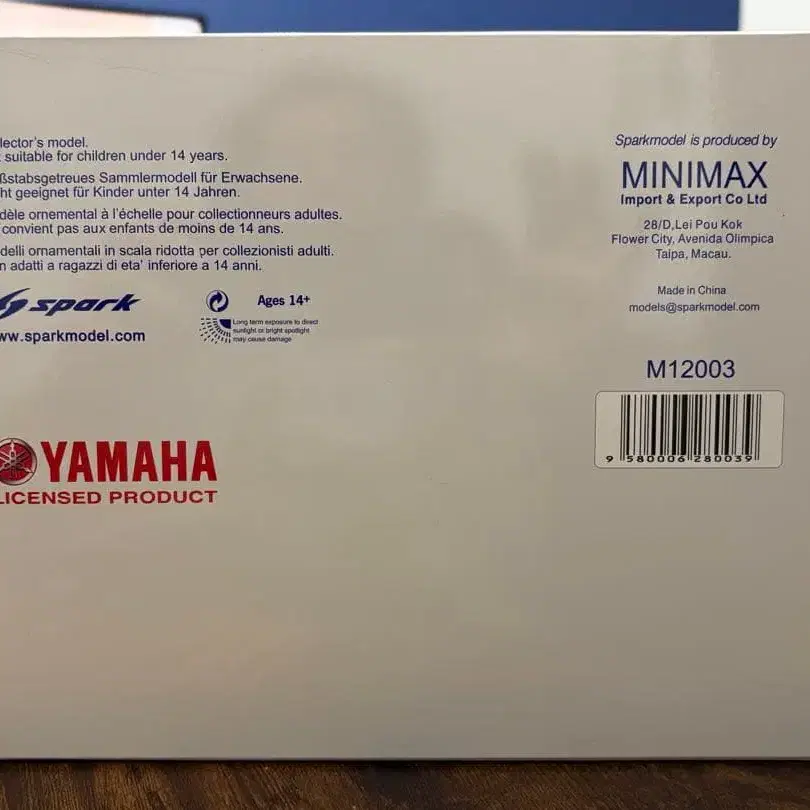 lector's model.
suitable for children under 14 years.
ßstabsgetreues Sammlermodell für Erwachsene.
ht geeignet für Kinder unter 14 Jahren.
dèle ornemental à l'échelle pour collectionneurs adultes.
convient pas aux enfants de moins de 14 ans.
delli ornamentali in scala ridotta per collezionisti adulti.
n adatti a ragazzi di eta' inferiore a 14 anni.
spark
Ages 14+
ww.sparkmodel.com
Long term exposure to direct
sunlight or bright spotlight
may cause damage
YAMAHA
LICENSED PRODUCT
Sparkmodel is produced by
MINIMAX
Import & Export Co Ltd
28/D,Lei Pou Kok
Flower City, Avenida Olimpica
Taipa, Macau.
Made in China
models@sparkmodel.com
M12003
9 580006 280039